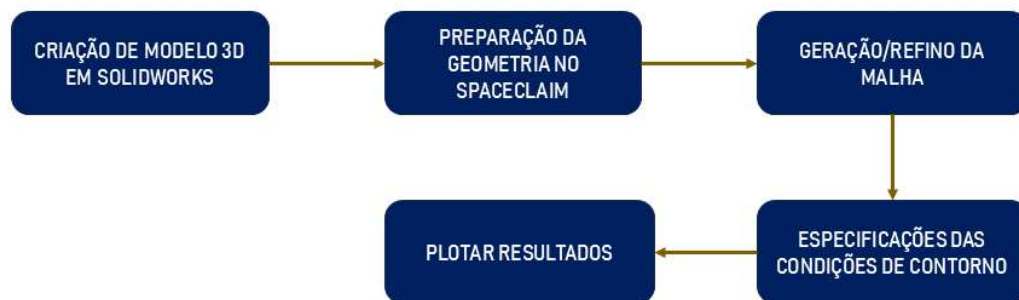 CRIAÇÃO DE MODELO 3D
EM SOLIDWORKS
PREPARAÇÃO DA
GEOMETRIA NO
SPACECLAIM
GERAÇÃO/REFINO DA
MALHA
ESPECIFICAÇÕES DAS
CONDIÇÕES DE CONTORNO
PLOTAR RESULTADOS